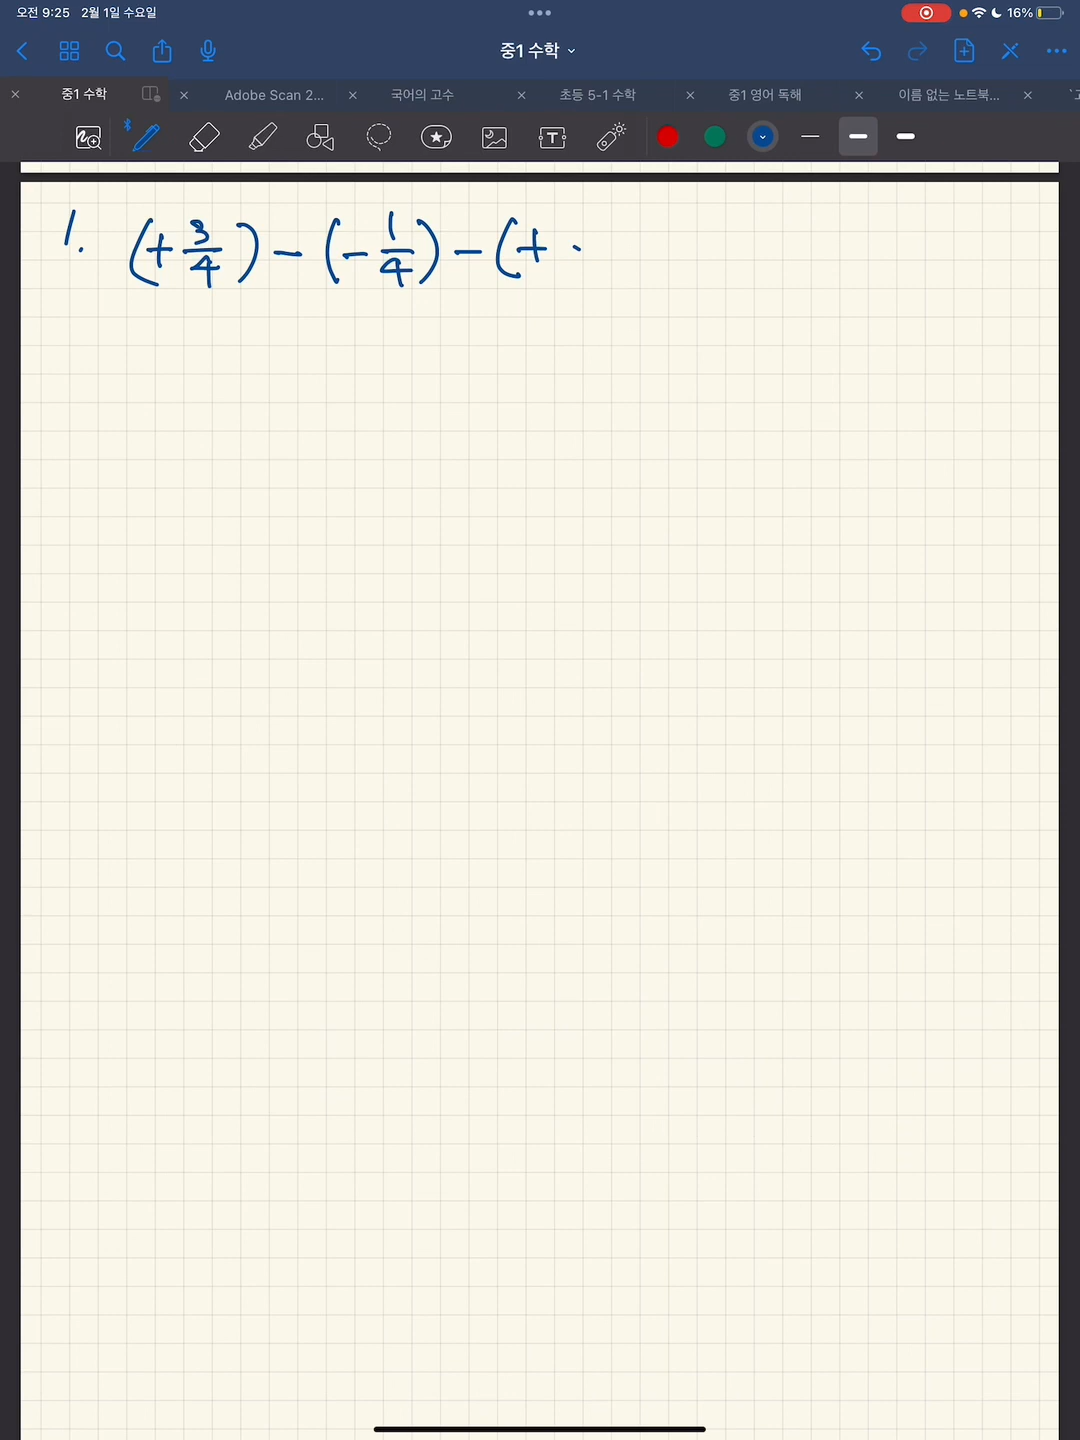 오전 9:25 2월 1일 수요일 16%
중1 수학
중1 수학 Adobe Scan 2... 국어의 고수 초등 5-1 수학 중1 영어 독해 이름 없는 노트북...
T
1. (+3/4) - (-1/4) - (+